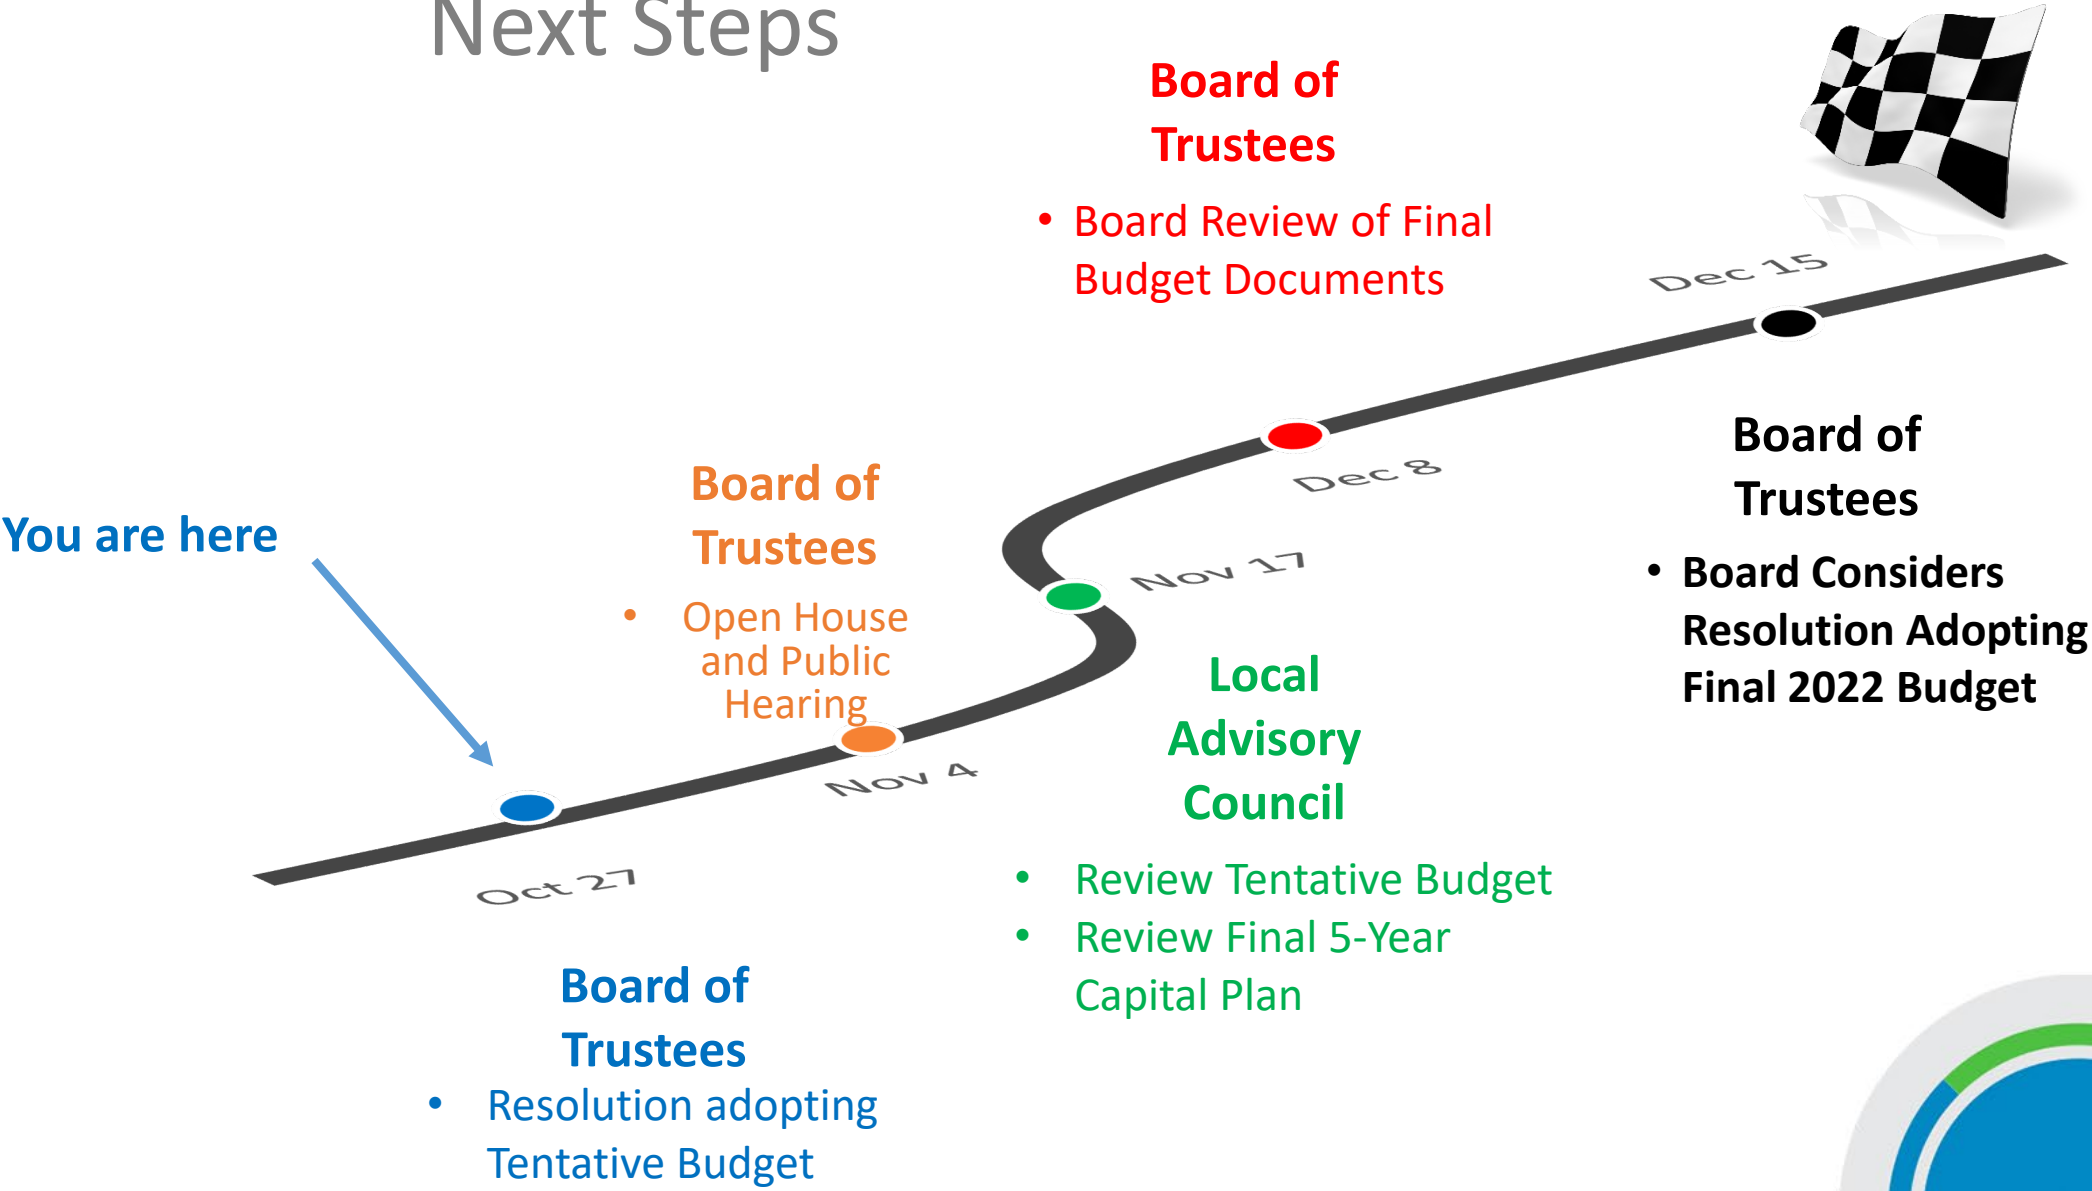 Next Steps
You are here
Oct 27
Board of
Trustees
• Resolution adopting
Tentative Budget
Board of
Trustees
• Open House
and Public
Hearing
Nov 4
Nov 17
Local
Advisory
Council
• Review Tentative Budget
• Review Final 5-Year
Capital Plan
Board of
Trustees
• Board Review of Final
Budget Documents
Dec 8
Dec 15
Board of
Trustees
• Board Considers
Resolution Adopting
Final 2022 Budget